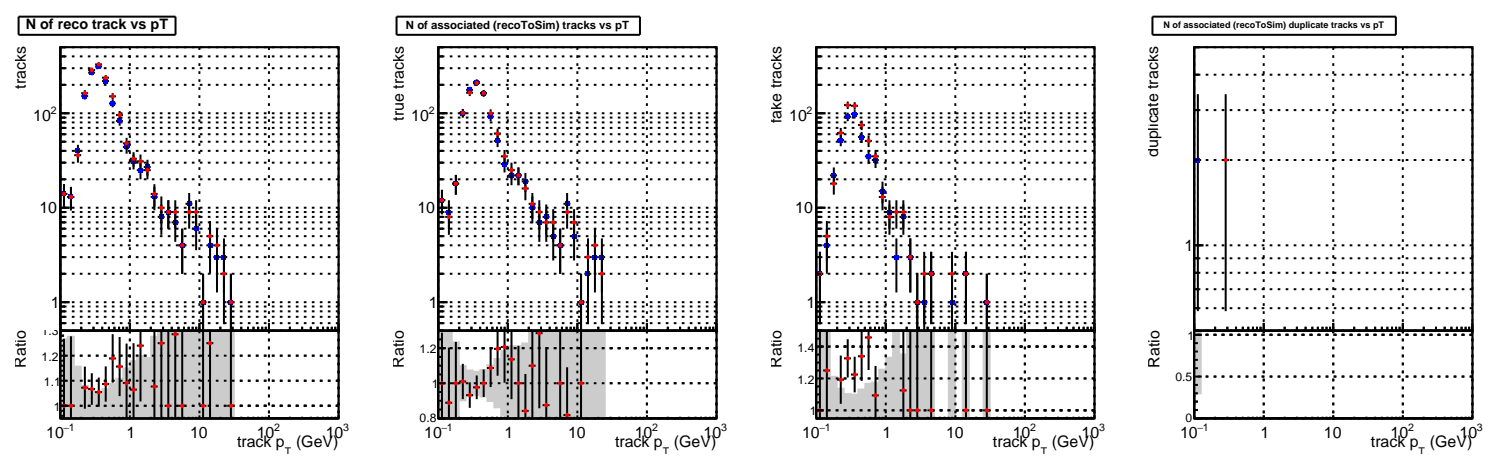 N of reco track vs pT
N of associated (recoToSim) tracks vs pT
N of associated (recoToSim) duplicate tracks vs pT
tracks
10²
10
1
Ratio
1.3
1.2
1.1
1
10⁻¹ 1 10 10² 10³
track pT (GeV)
true tracks
10²
10
1
Ratio
1.2
1
0.8
10⁻¹ 1 10 10² 10³
track pT (GeV)
fake tracks
10²
10
1
Ratio
1.4
1.2
1
10⁻¹ 1 10 10² 10³
track pT (GeV)
duplicate tracks
1
Ratio
1
0.5
0
10⁻¹ 1 10 10² 10³
track pT (GeV)